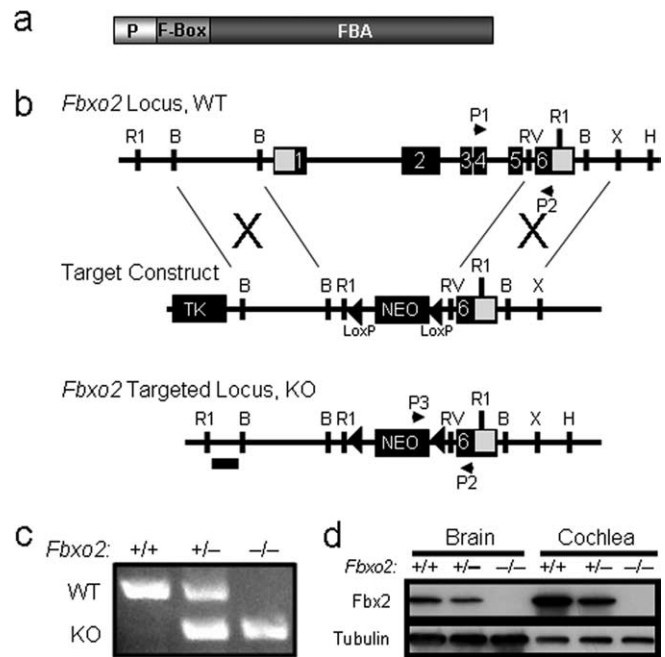 a
P F-Box FBA
b
Fbxo2 Locus, WT
P1
R1 B B RV R1 B X H
1 2 3 4 5 6
P2
X X
Target Construct
R1
B B R1 RV B X
TK NEO 6
LoxP LoxP
Fbxo2 Targeted Locus, KO
P3 R1
R1 B B R1 RV B X H
NEO 6
P2
c
Fbxo2: +/+ +/– –/–
WT
KO
d
Brain Cochlea
Fbxo2: +/+ +/– –/– +/+ +/– –/–
Fbx2
Tubulin